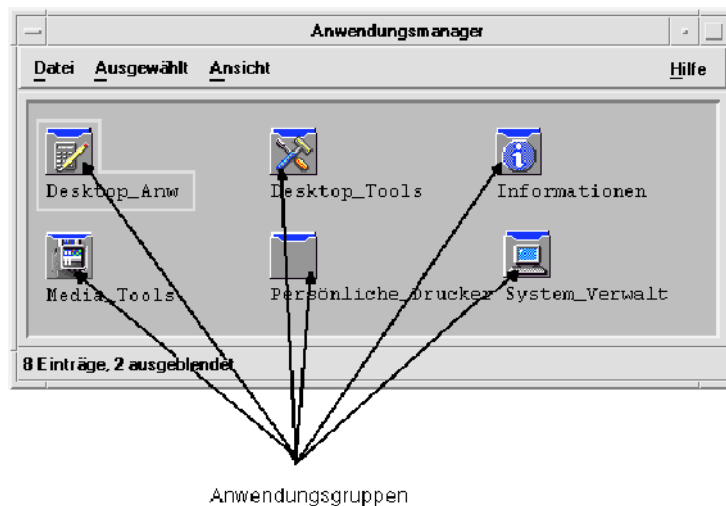 Anwendungsmanager
Datei Ausgewählt Ansicht Hilfe
Desktop_Anw Desktop_Tools Informationen
Media_Tools Persönliche_Drucker System_Verwalt
8 Einträge, 2 ausgeblendet
Anwendungsgruppen